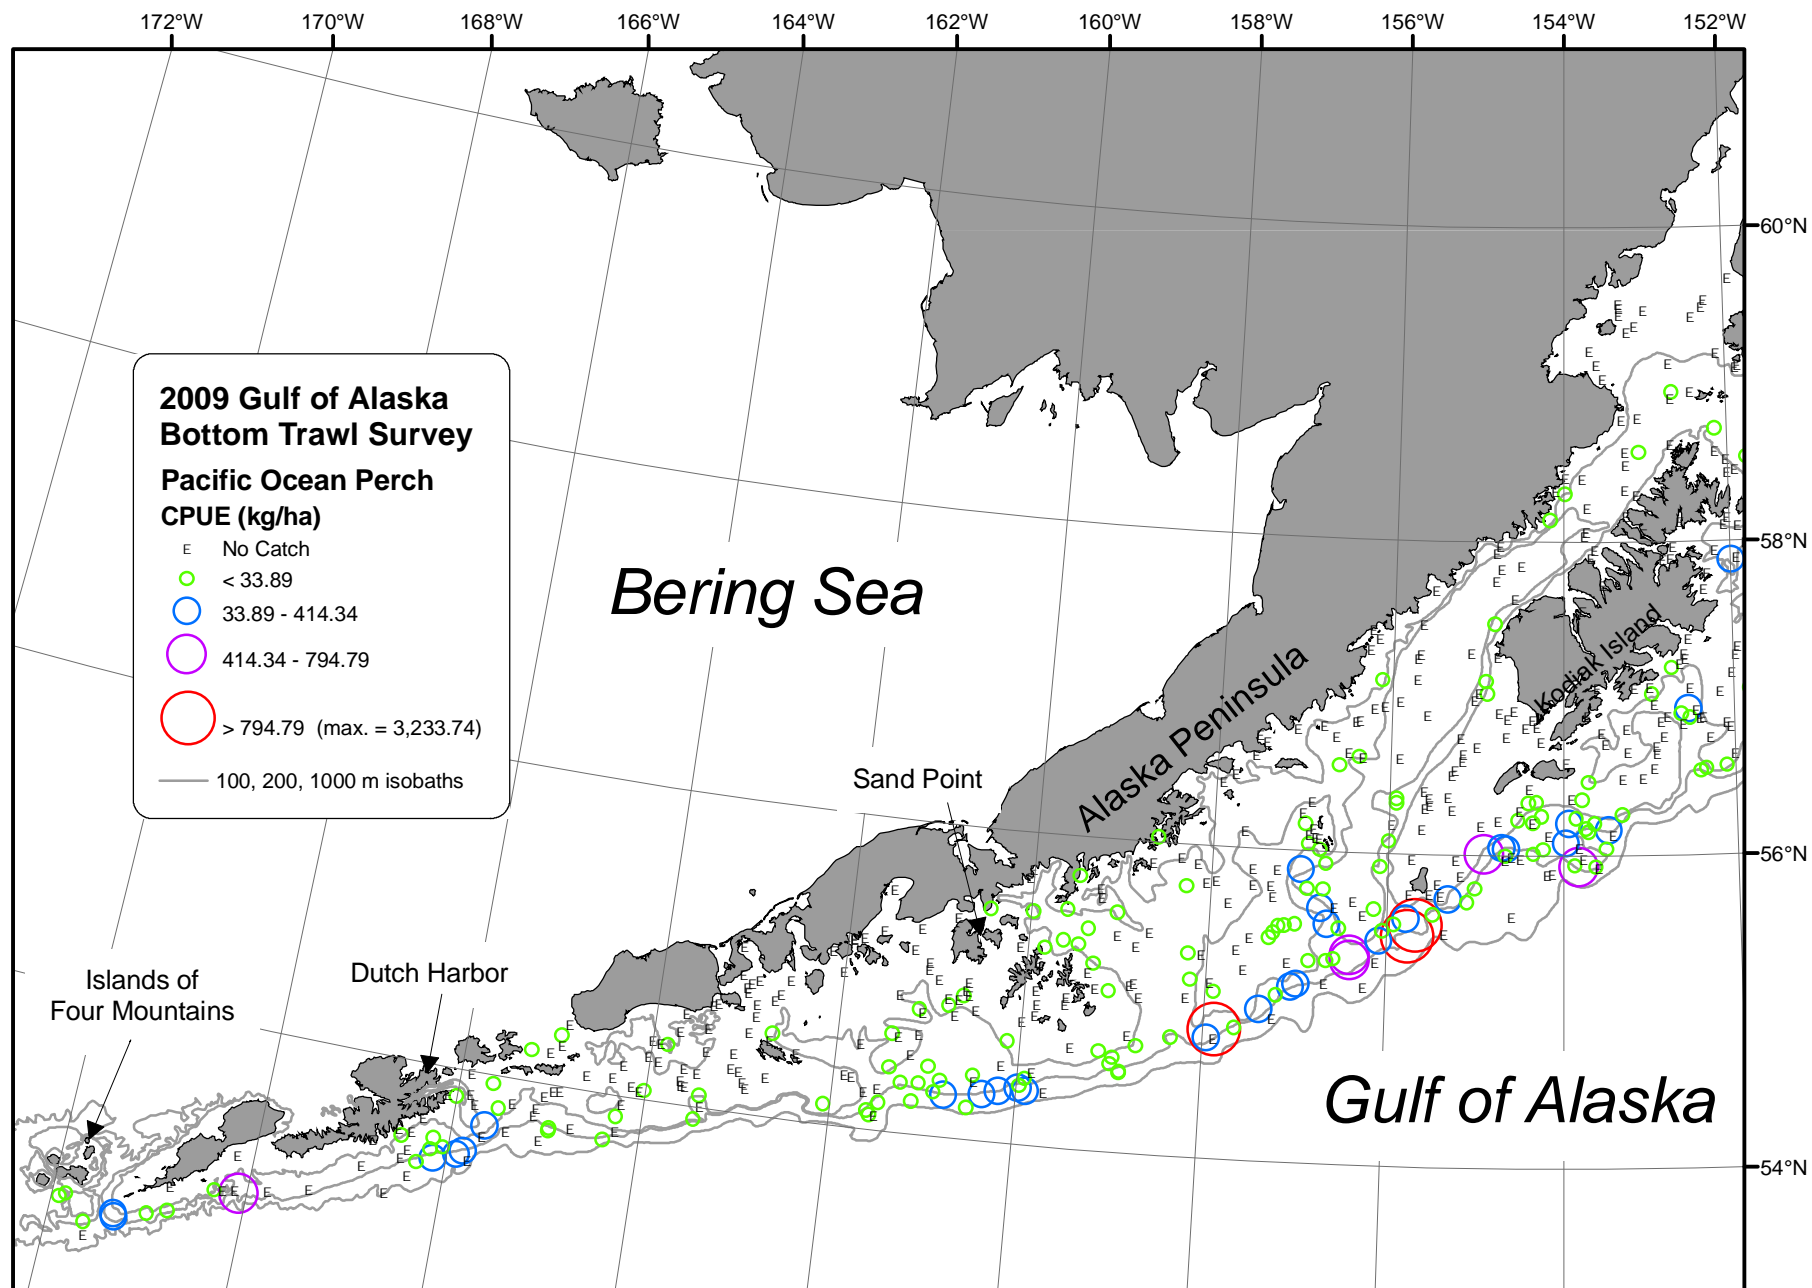 172°W 170°W 168°W 166°W 164°W 162°W 160°W 158°W 156°W 154°W 152°W
60°N
58°N
56°N
54°N
2009 Gulf of Alaska
Bottom Trawl Survey
Pacific Ocean Perch
CPUE (kg/ha)
E No Catch
< 33.89
33.89 - 414.34
414.34 - 794.79
> 794.79 (max. = 3,233.74)
100, 200, 1000 m isobaths
Bering Sea
Alaska Peninsula
Kodiak Island
Sand Point
Dutch Harbor
Islands of
Four Mountains
Gulf of Alaska